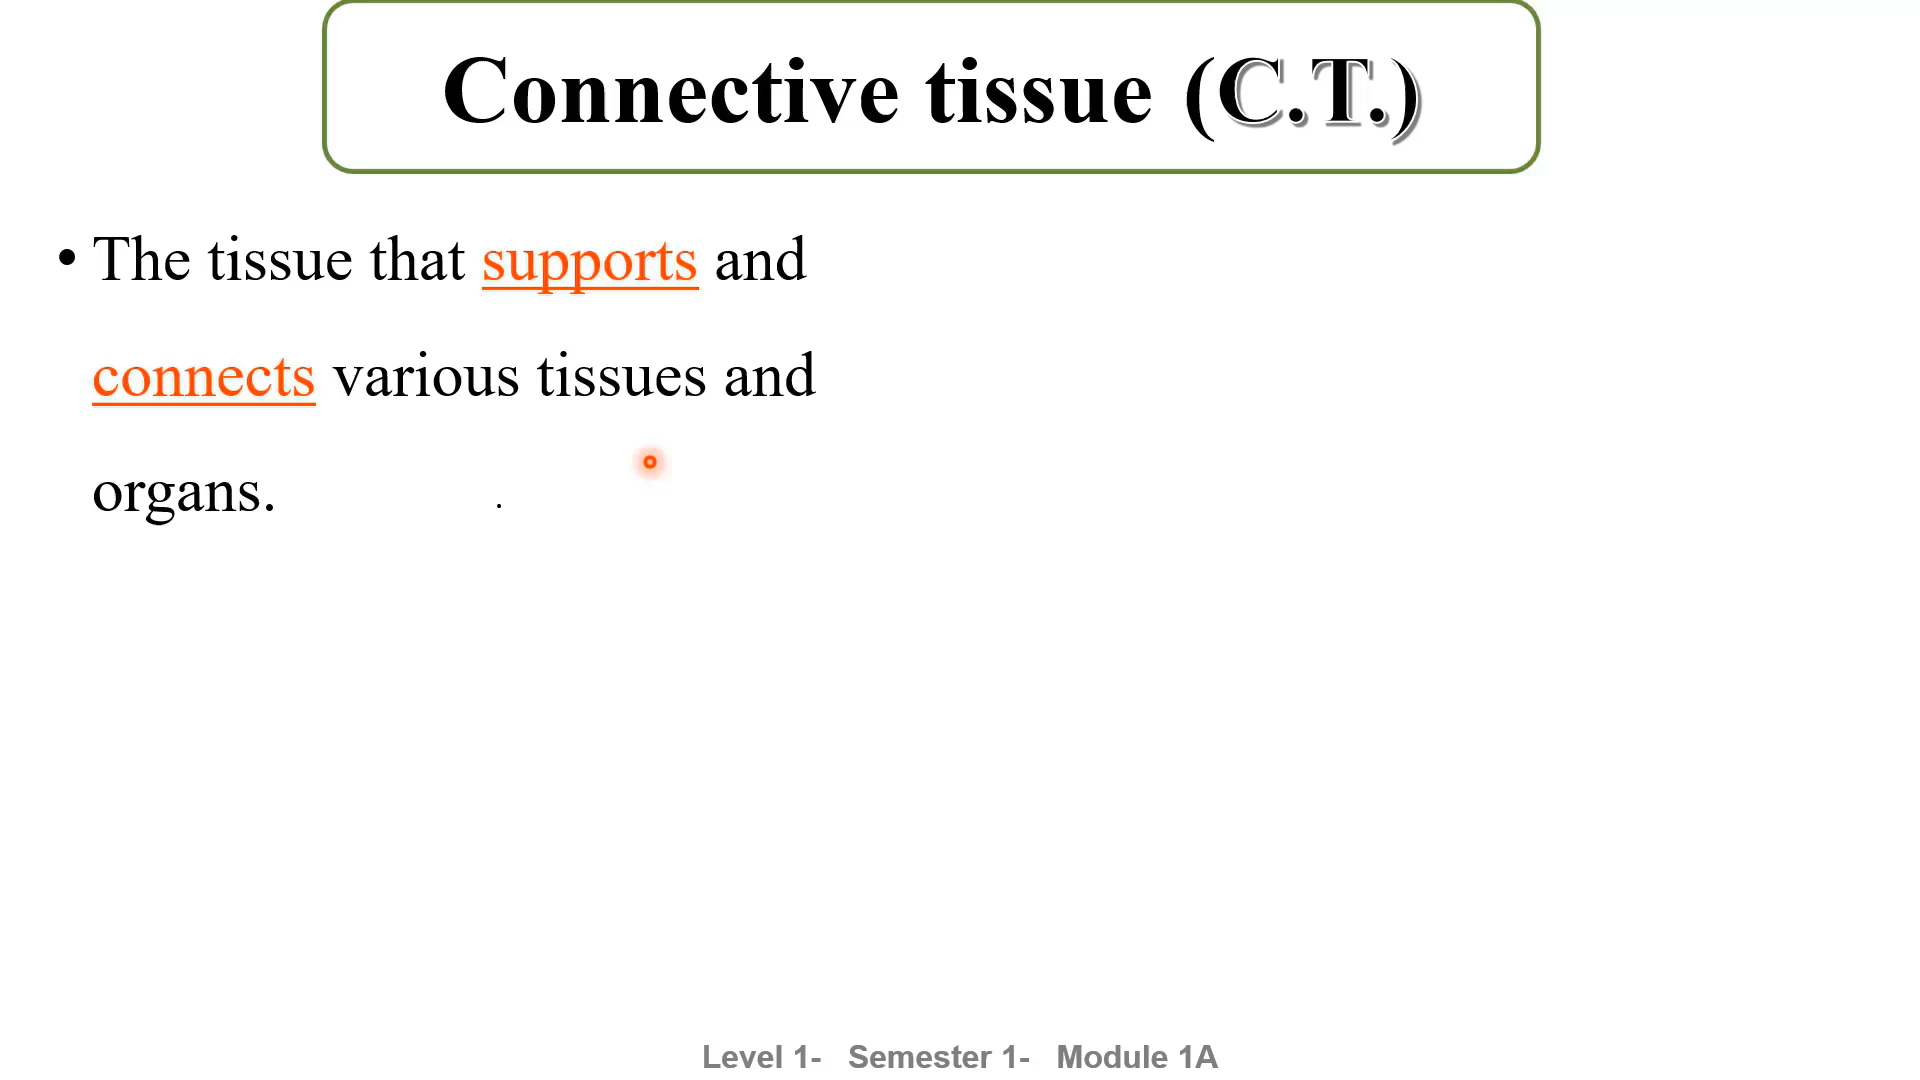 Connective tissue (C.T.)
• The tissue that supports and
connects various tissues and
organs. .
Level 1- Semester 1- Module 1A